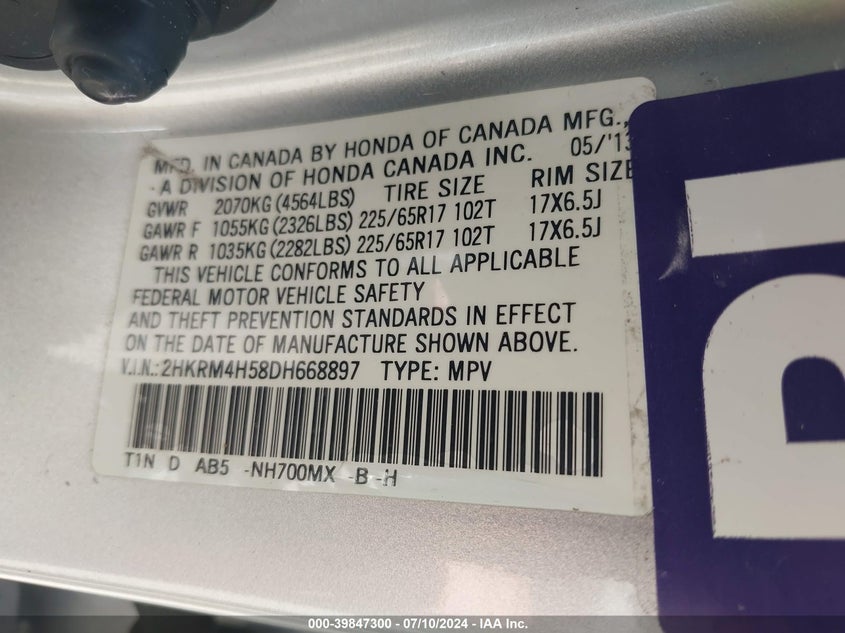 MFD. IN CANADA BY HONDA OF CANADA MFG.,
-A DIVISION OF HONDA CANADA INC. 05/'13
GVWR 2070KG (4564LBS) TIRE SIZE RIM SIZE
GAWR F 1055KG (2326LBS) 225/65R17 102T 17X6.5J
GAWR R 1035KG (2282LBS) 225/65R17 102T 17X6.5J
THIS VEHICLE CONFORMS TO ALL APPLICABLE
FEDERAL MOTOR VEHICLE SAFETY
AND THEFT PREVENTION STANDARDS IN EFFECT
ON THE DATE OF MANUFACTURE SHOWN ABOVE.
V.I.N.:2HKRM4H58DH668897 TYPE: MPV
T1N D AB5 -NH700MX -B -H
000-39847300 - 07/10/2024 - IAA Inc.